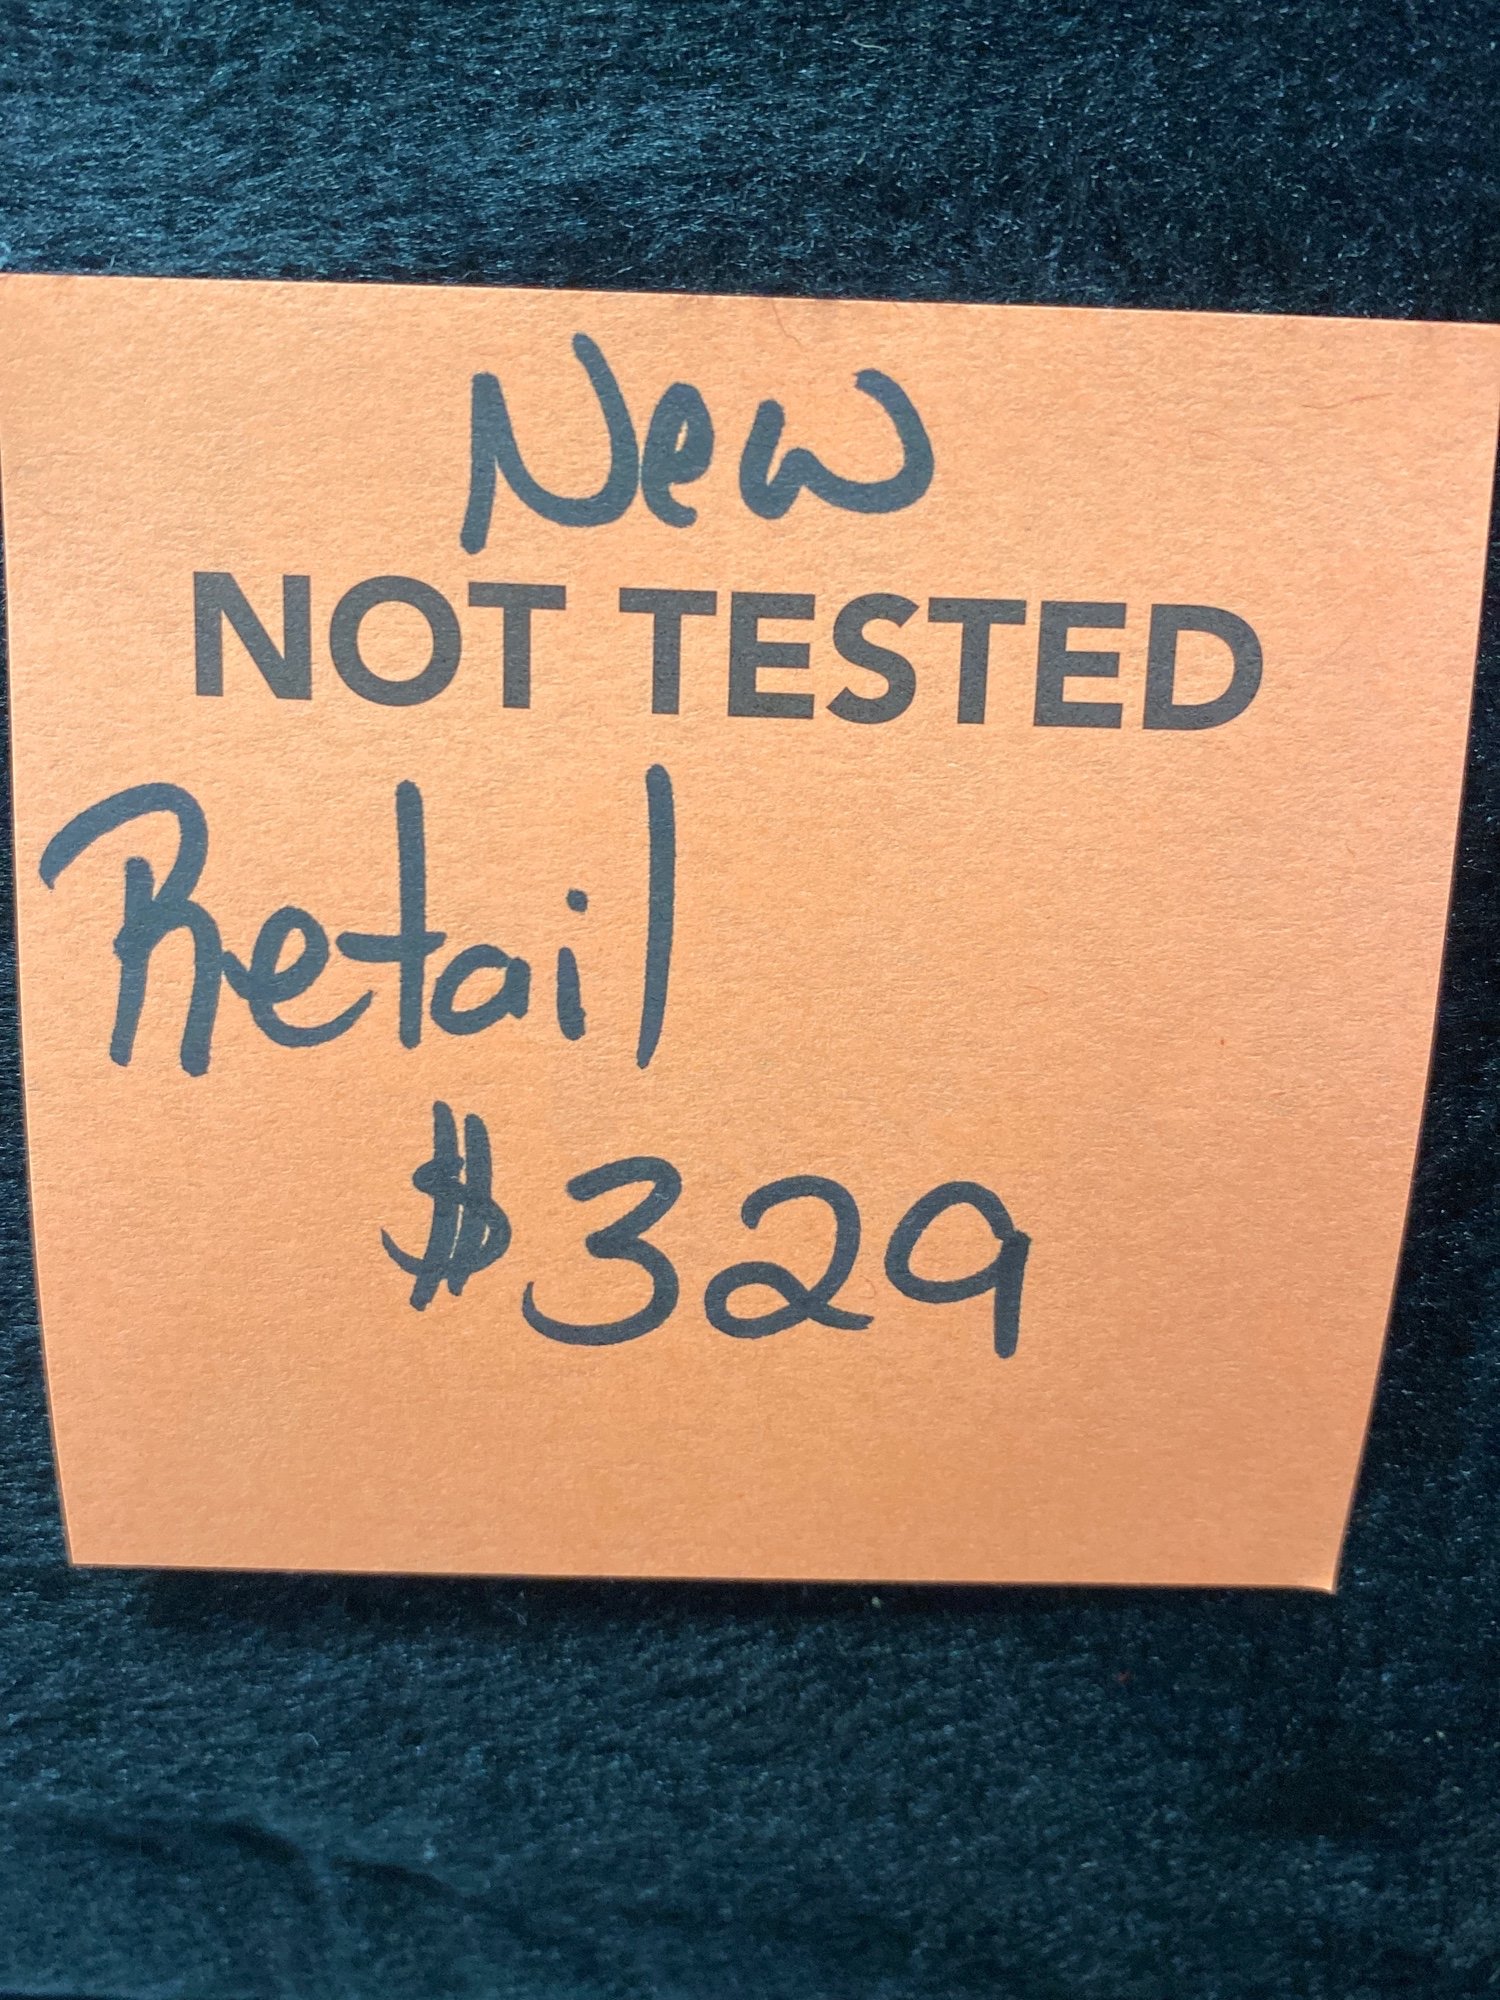 New
NOT TESTED
Retail
$329